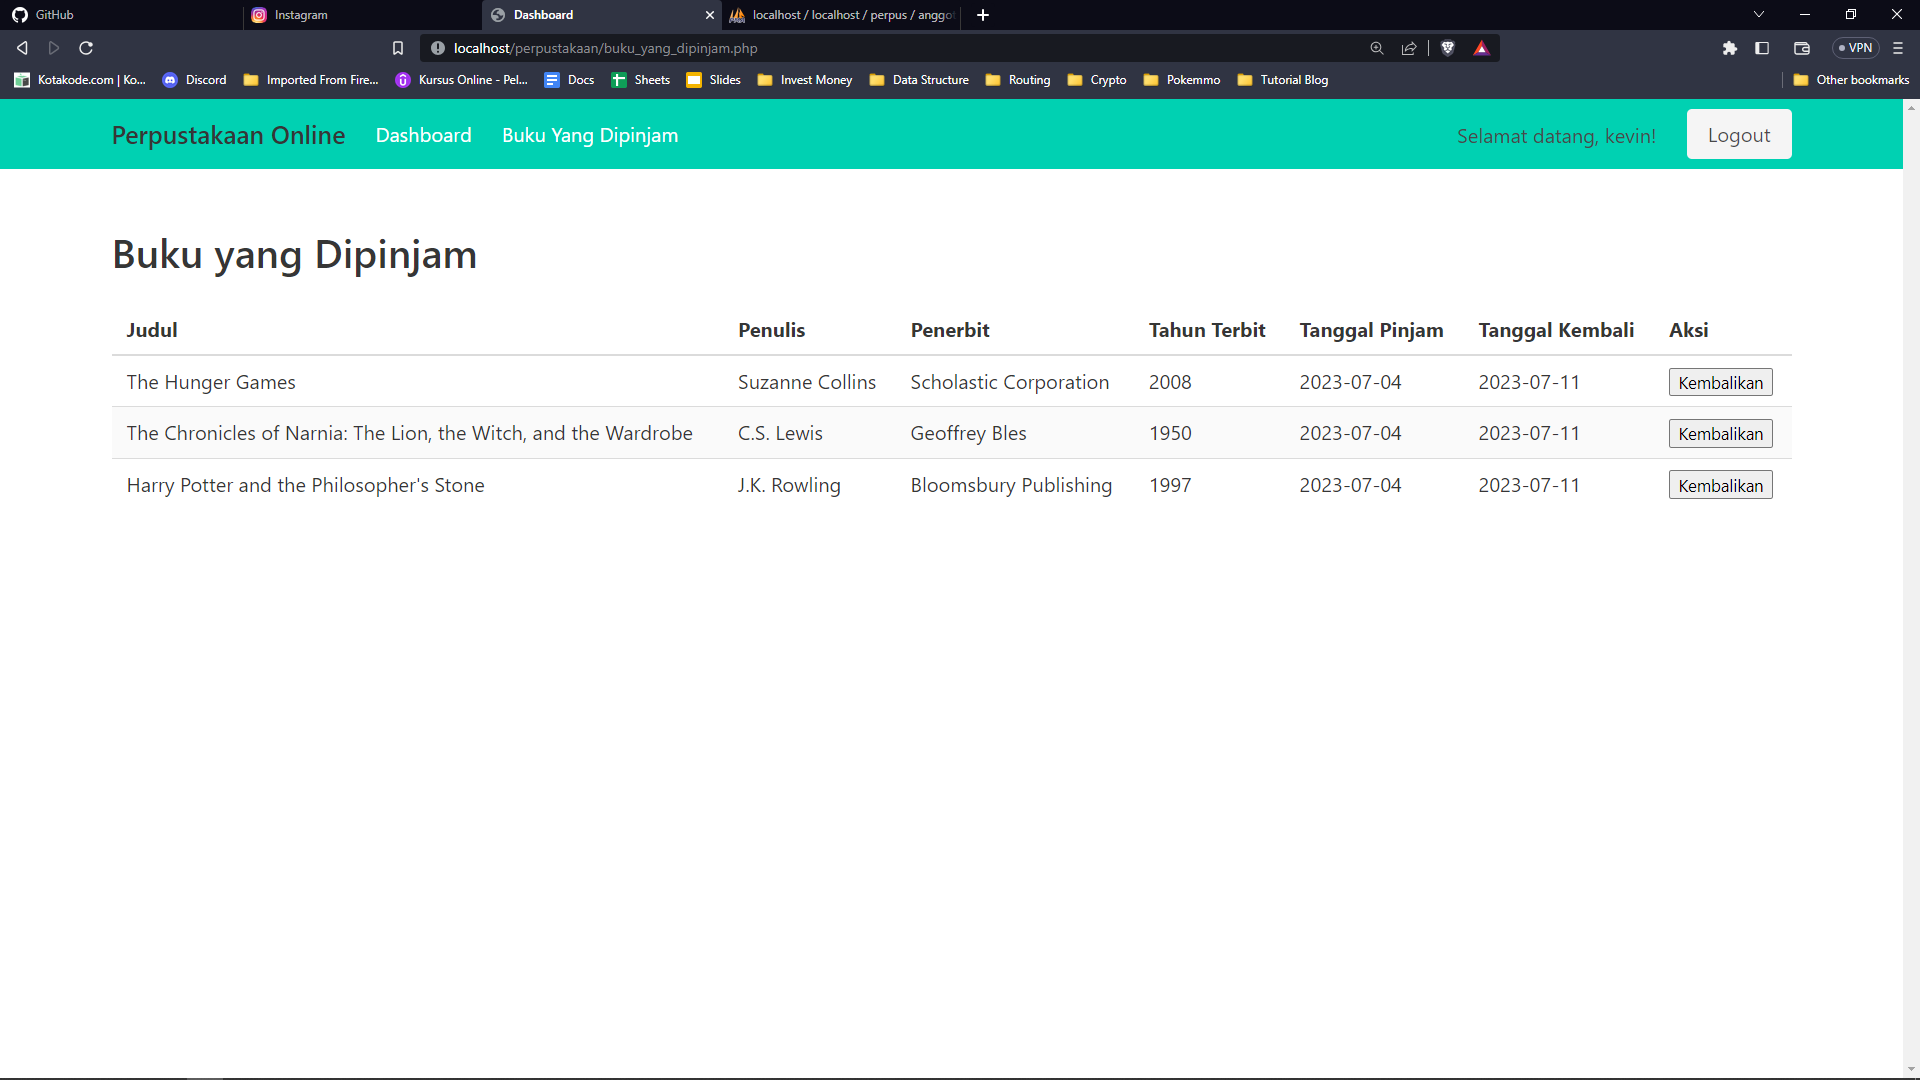 GitHub Instagram Dashboard localhost / localhost / perpus / anggo
localhost/perpustakaan/buku_yang_dipinjam.php VPN
Kotakode.com | Ko... Discord Imported From Fire... Kursus Online - Pel... Docs Sheets Slides Invest Money Data Structure Routing Crypto Pokemmo Tutorial Blog Other bookmarks
Perpustakaan Online Dashboard Buku Yang Dipinjam Selamat datang, kevin! Logout
Buku yang Dipinjam
Judul Penulis Penerbit Tahun Terbit Tanggal Pinjam Tanggal Kembali Aksi
The Hunger Games Suzanne Collins Scholastic Corporation 2008 2023-07-04 2023-07-11 Kembalikan
The Chronicles of Narnia: The Lion, the Witch, and the Wardrobe C.S. Lewis Geoffrey Bles 1950 2023-07-04 2023-07-11 Kembalikan
Harry Potter and the Philosopher's Stone J.K. Rowling Bloomsbury Publishing 1997 2023-07-04 2023-07-11 Kembalikan